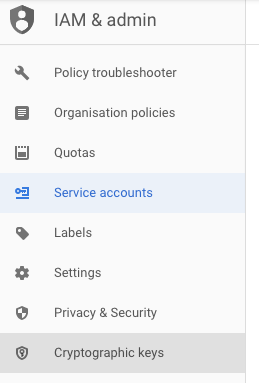 IAM & admin
Policy troubleshooter
Organisation policies
Quotas
Service accounts
Labels
Settings
Privacy & Security
Cryptographic keys